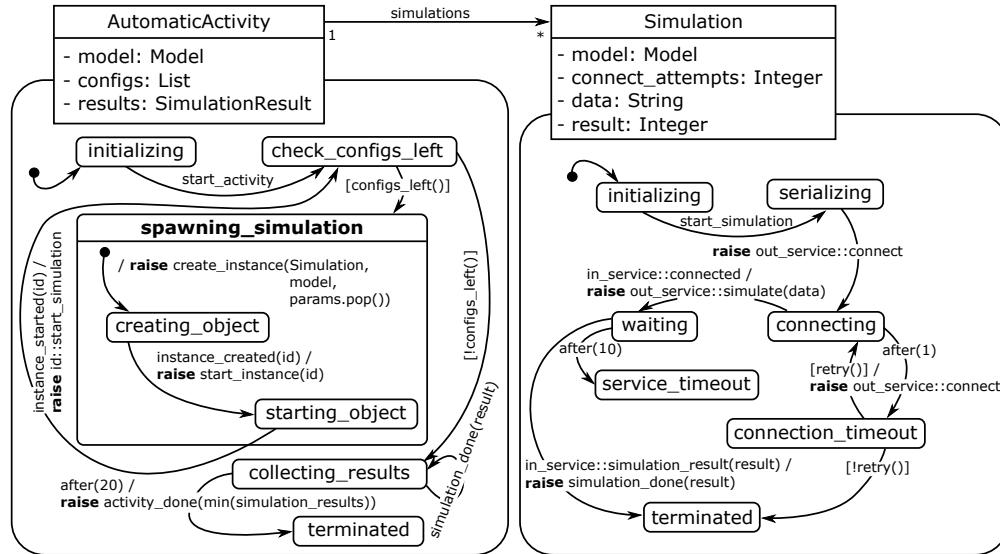 AutomaticActivity
- model: Model
- configs: List
- results: SimulationResult
simulations
1
*
Simulation
- model: Model
- connect_attempts: Integer
- data: String
- result: Integer
initializing
check_configs_left
start_activity
[configs_left()]
[!configs_left()]
spawning_simulation
/ raise create_instance(Simulation,
model,
params.pop())
creating_object
instance_created(id) /
raise start_instance(id)
starting_object
instance_started(id) /
raise id::start_simulation
collecting_results
simulation_done(result)
after(20) /
raise activity_done(min(simulation_results))
terminated
initializing
serializing
start_simulation
raise out_service::connect
in_service::connected /
raise out_service::simulate(data)
waiting
connecting
after(10)
after(1)
service_timeout
[retry()] /
raise out_service::connect
connection_timeout
in_service::simulation_result(result) /
raise simulation_done(result)
[!retry()]
terminated